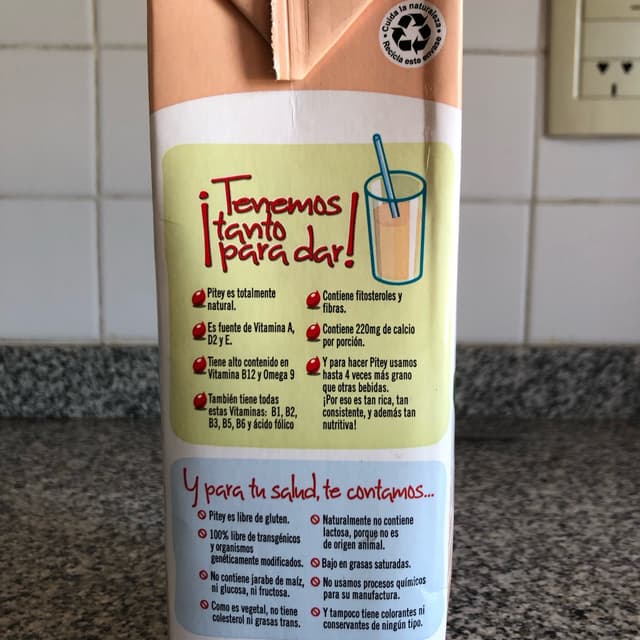 • Cuida la naturaleza •
Recicla este envase
¡Tenemos
tanto
para dar!
Pitey es totalmente
natural.
Es fuente de Vitamina A,
D2 y E.
Tiene alto contenido en
Vitamina B12 y Omega 9
También tiene todas
estas Vitaminas: B1, B2,
B3, B5, B6 y ácido fólico
Contiene fitosteroles y
fibras.
Contiene 220mg de calcio
por porción.
Y para hacer Pitey usamos
hasta 4 veces más grano
que otras bebidas.
¡Por eso es tan rica, tan
consistente, y además tan
nutritiva!
Y para tu salud, te contamos...
Pitey es libre de gluten.
100% libre de transgénicos
y organismos
genéticamente modificados.
No contiene jarabe de maíz,
ni glucosa, ni fructosa.
Como es vegetal, no tiene
colesterol ni grasas trans.
Naturalmente no contiene
lactosa, porque no es
de origen animal.
Bajo en grasas saturadas.
No usamos procesos químicos
para su manufactura.
Y tampoco tiene colorantes ni
conservantes de ningún tipo.